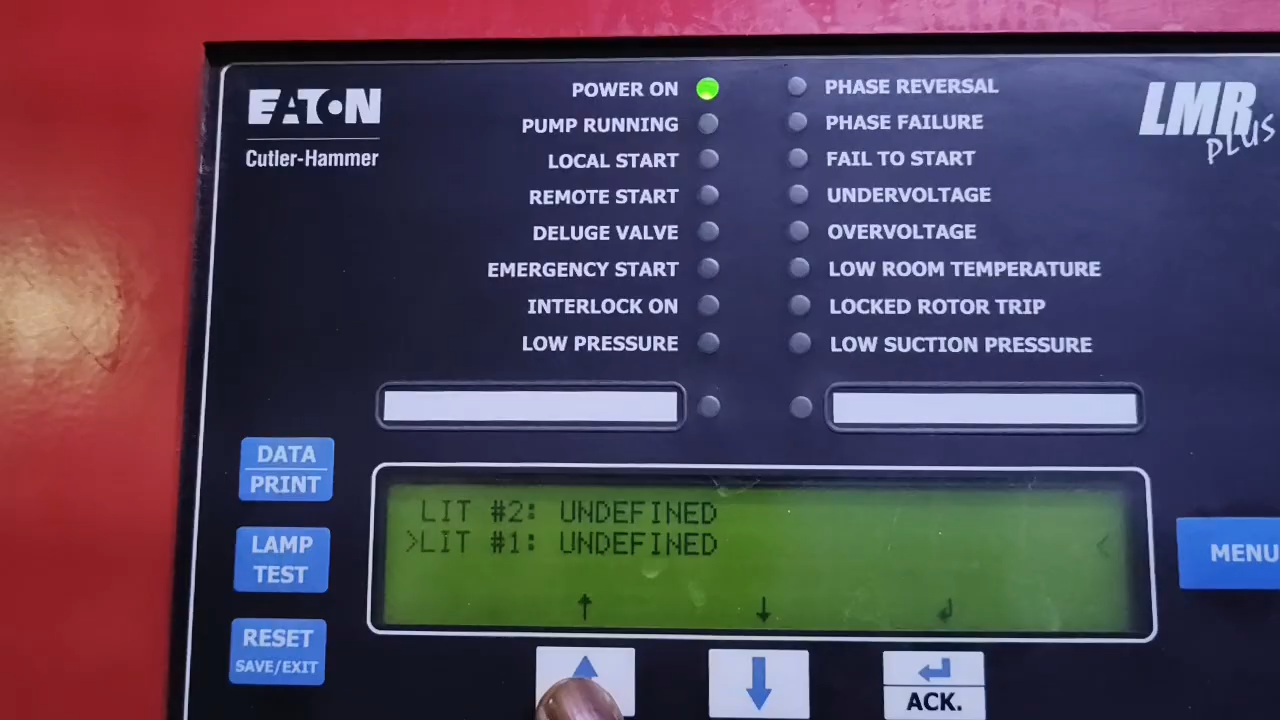 EATON
Cutler-Hammer
LMR
PLUS
POWER ON
PUMP RUNNING
LOCAL START
REMOTE START
DELUGE VALVE
EMERGENCY START
INTERLOCK ON
LOW PRESSURE
PHASE REVERSAL
PHASE FAILURE
FAIL TO START
UNDERVOLTAGE
OVERVOLTAGE
LOW ROOM TEMPERATURE
LOCKED ROTOR TRIP
LOW SUCTION PRESSURE
DATA
PRINT
LAMP
TEST
RESET
SAVE/EXIT
LIT #2: UNDEFINED
>LIT #1: UNDEFINED <
↑ ↓ ↲
MENU
ACK.